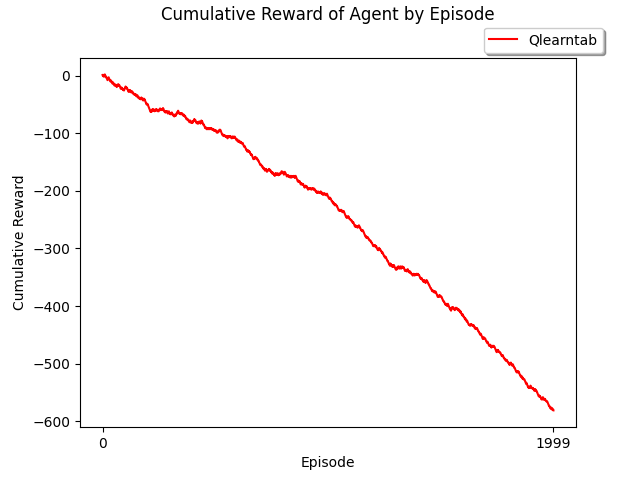 Cumulative Reward of Agent by Episode
Qlearntab
0
−100
−200
−300
−400
−500
−600
Cumulative Reward
0
1999
Episode